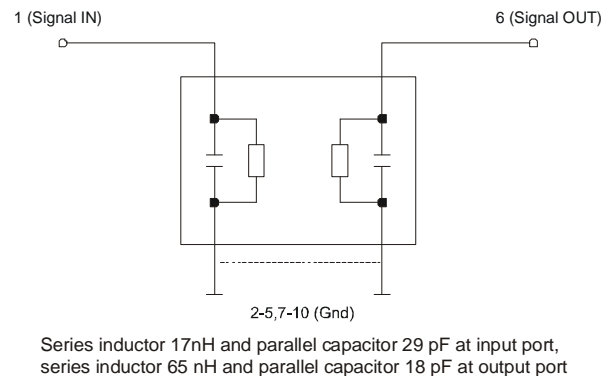 1 (Signal IN)
6 (Signal OUT)
2-5,7-10 (Gnd)
Series inductor 17nH and parallel capacitor 29 pF at input port,
series inductor 65 nH and parallel capacitor 18 pF at output port